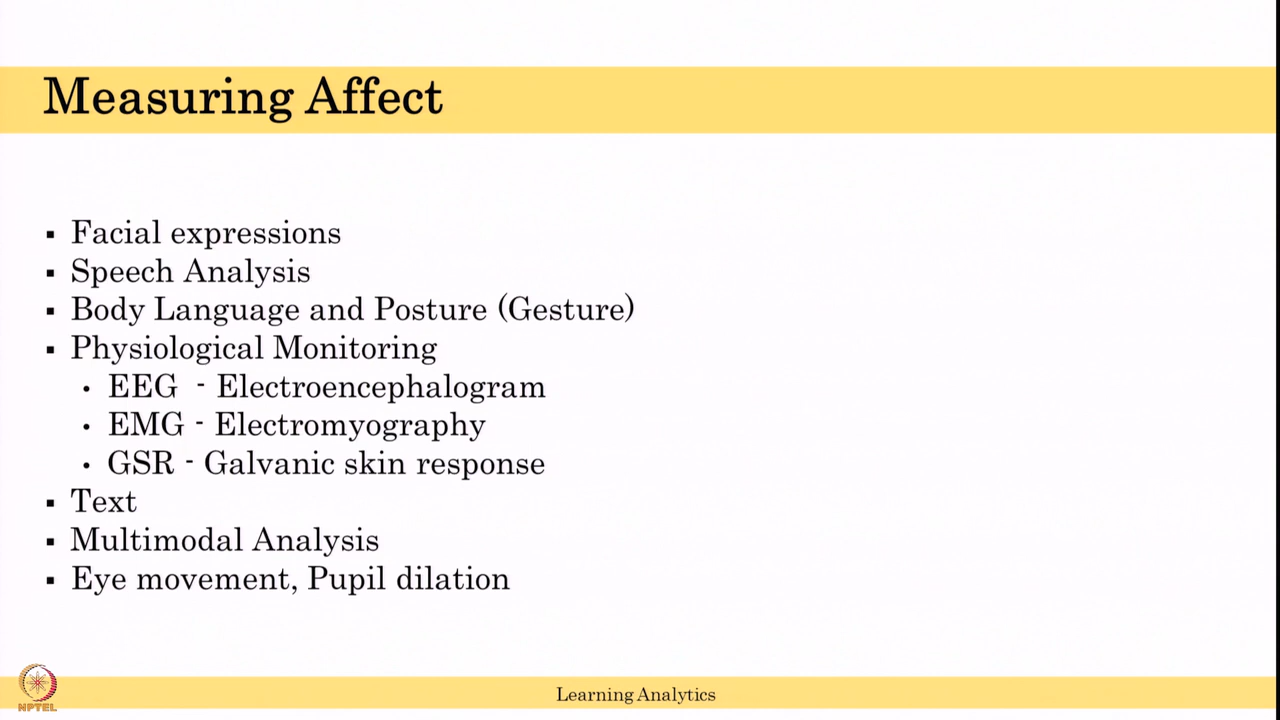 Measuring Affect
▪ Facial expressions
▪ Speech Analysis
▪ Body Language and Posture (Gesture)
▪ Physiological Monitoring
• EEG - Electroencephalogram
• EMG - Electromyography
• GSR - Galvanic skin response
▪ Text
▪ Multimodal Analysis
▪ Eye movement, Pupil dilation
NPTEL
Learning Analytics